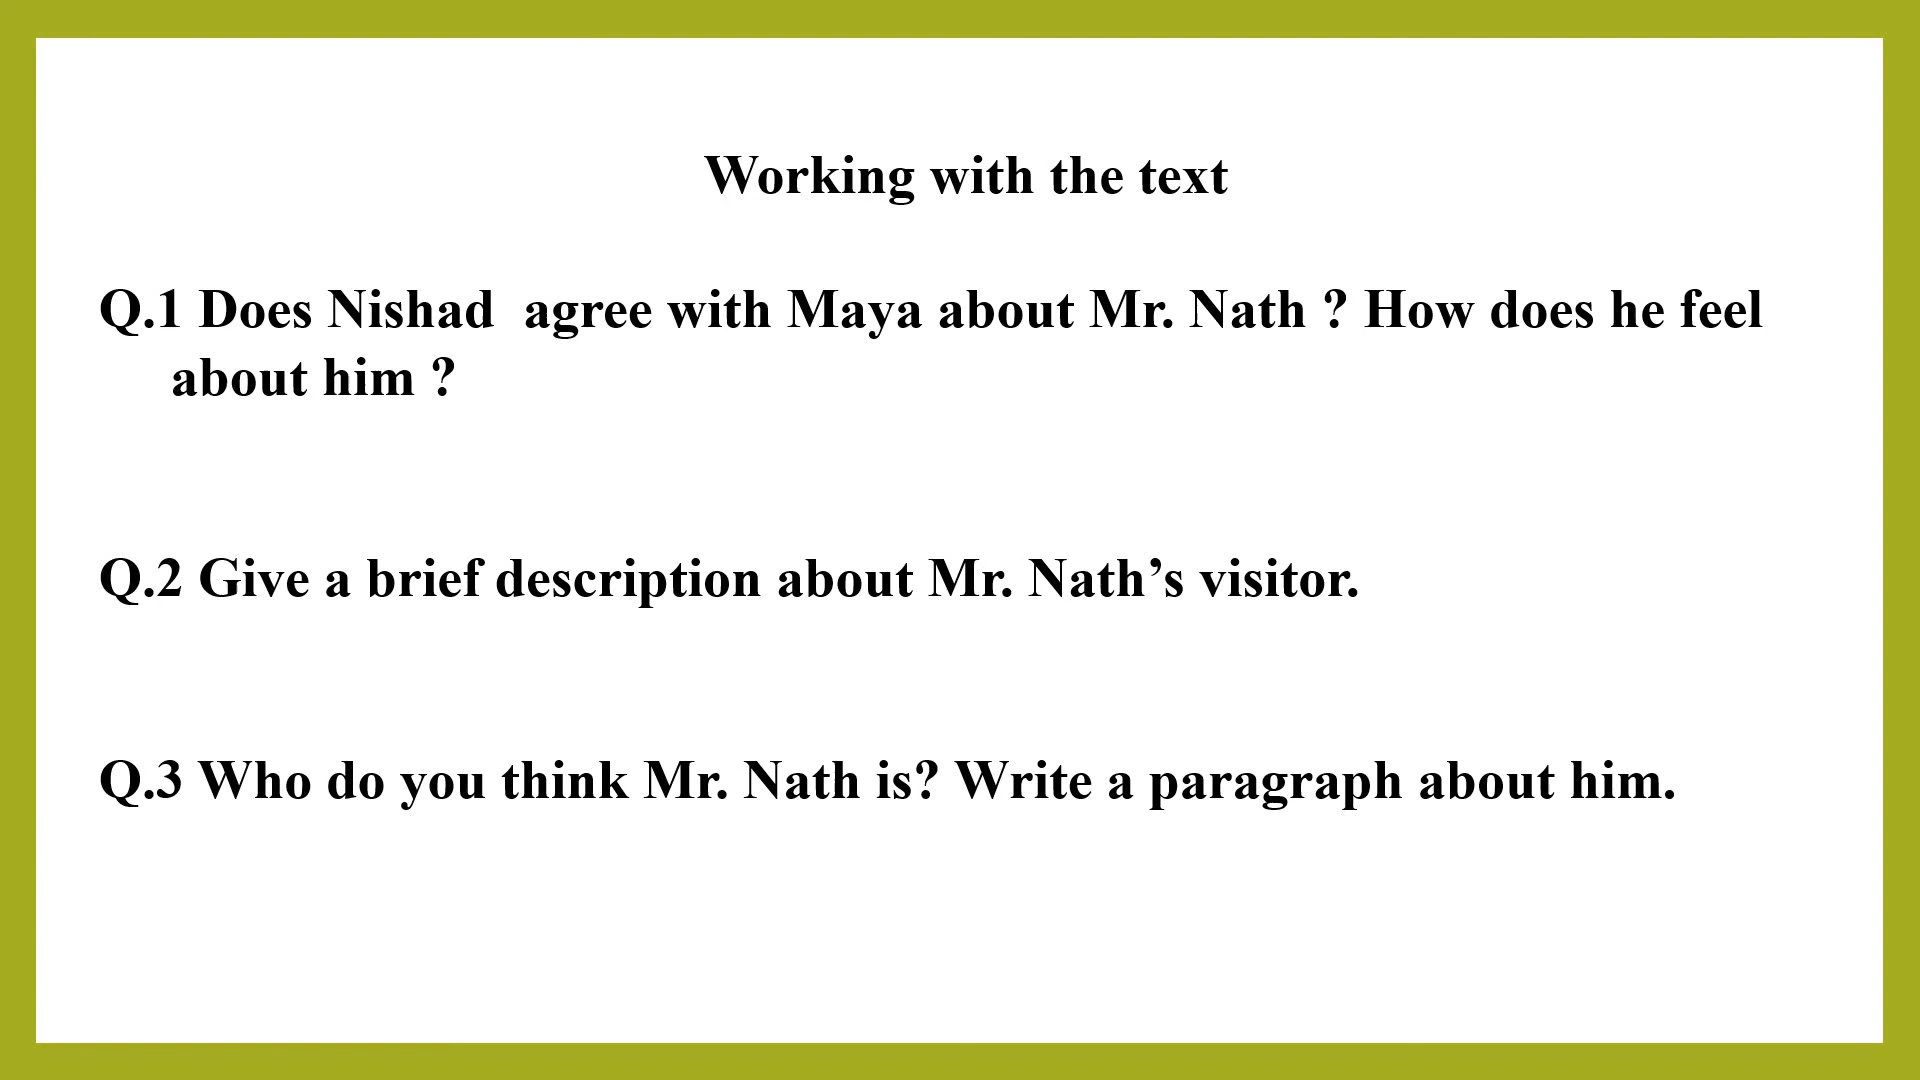 Working with the text
Q.1 Does Nishad  agree with Maya about Mr. Nath ? How does he feel
about him ?
Q.2 Give a brief description about Mr. Nath’s visitor.
Q.3 Who do you think Mr. Nath is? Write a paragraph about him.